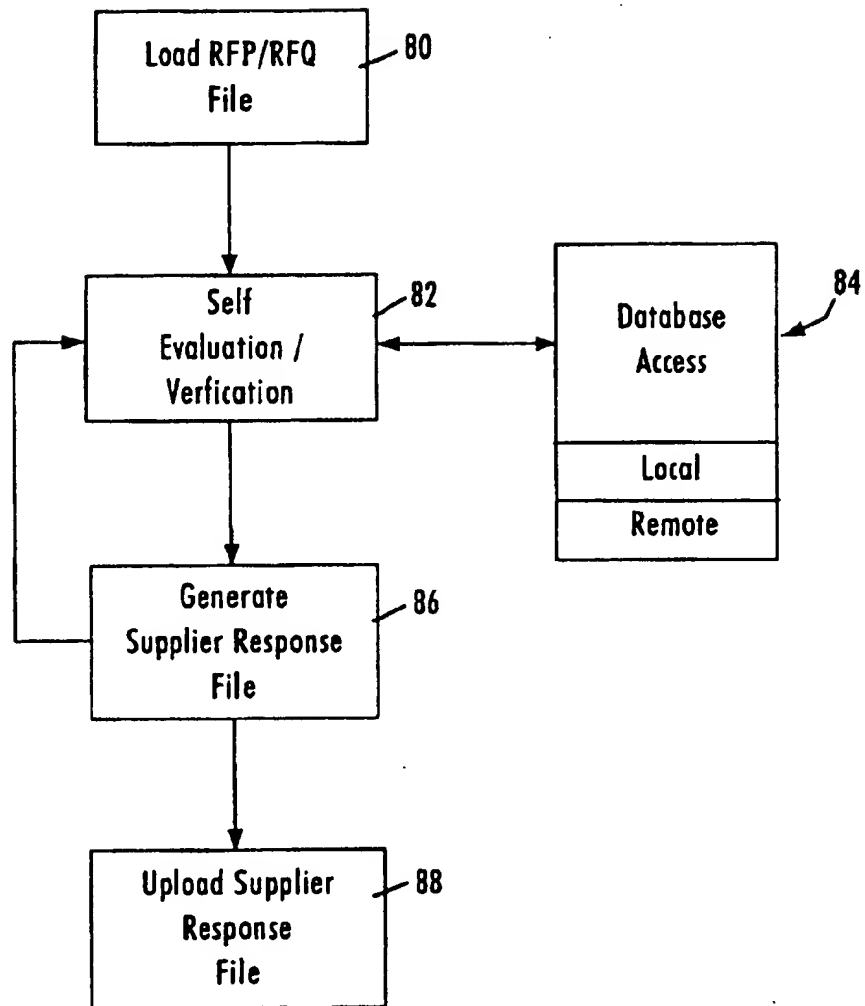 Load RFP/RFQ
File
80
Self
Evaluation /
Verfication
82
Database
Access
Local
Remote
84
Generate
Supplier Response
File
86
Upload Supplier
Response
File
88